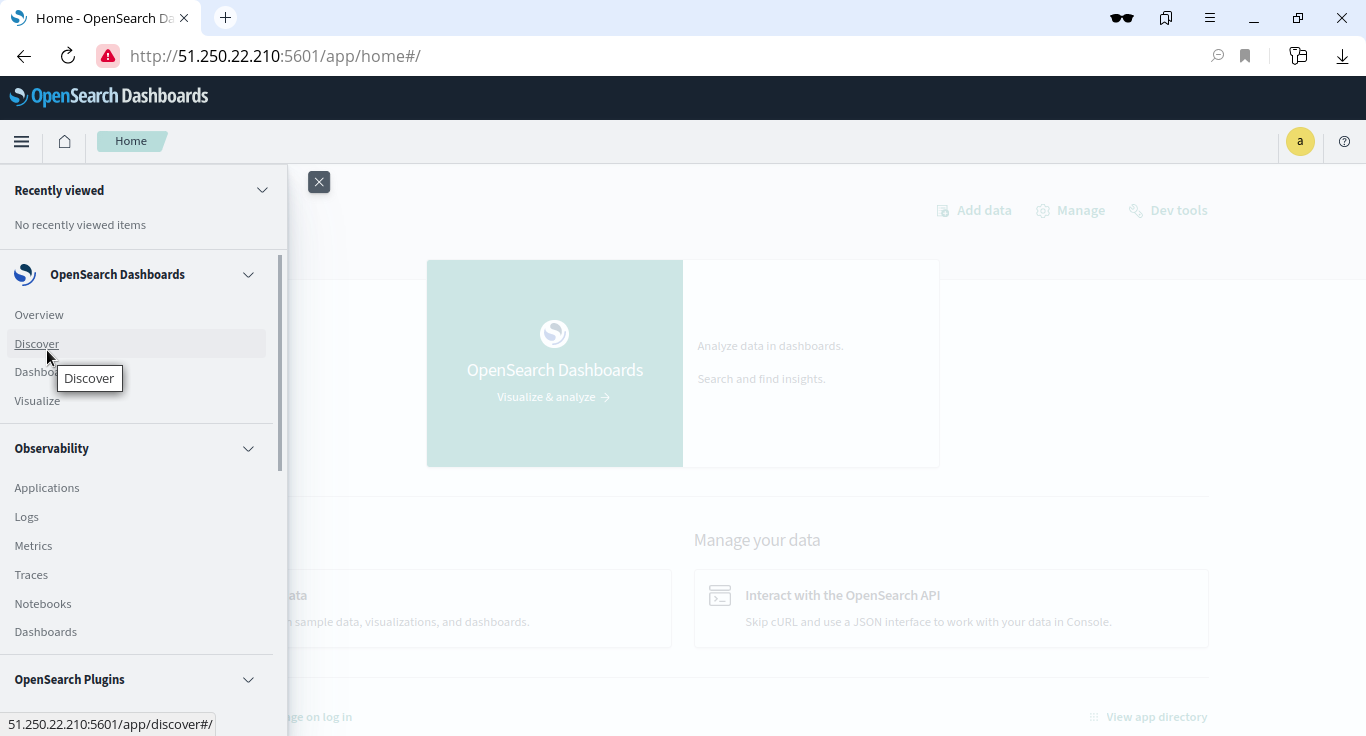 Home - OpenSearch Da
http://51.250.22.210:5601/app/home#/
OpenSearch Dashboards
Home
a
Recently viewed
No recently viewed items
OpenSearch Dashboards
Overview
Discover
Dashbo
Discover
Visualize
Observability
Applications
Logs
Metrics
Traces
Notebooks
Dashboards
OpenSearch Plugins
51.250.22.210:5601/app/discover#/
Add data
Manage
Dev tools
OpenSearch Dashboards
Visualize & analyze
Analyze data in dashboards.
Search and find insights.
Manage your data
ata
sample data, visualizations, and dashboards.
Interact with the OpenSearch API
Skip cURL and use a JSON interface to work with your data in Console.
age on log in
View app directory